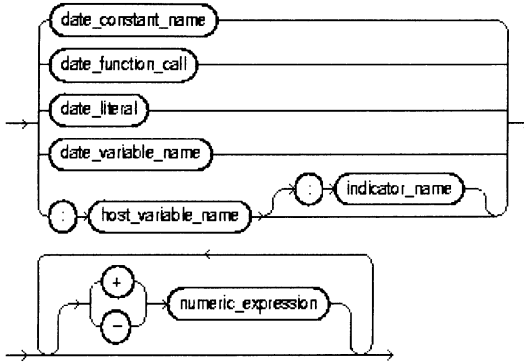 date_constant_name
date_function_call
date_literal
date_variable_name
: host_variable_name : indicator_name
+
numeric_expression
−